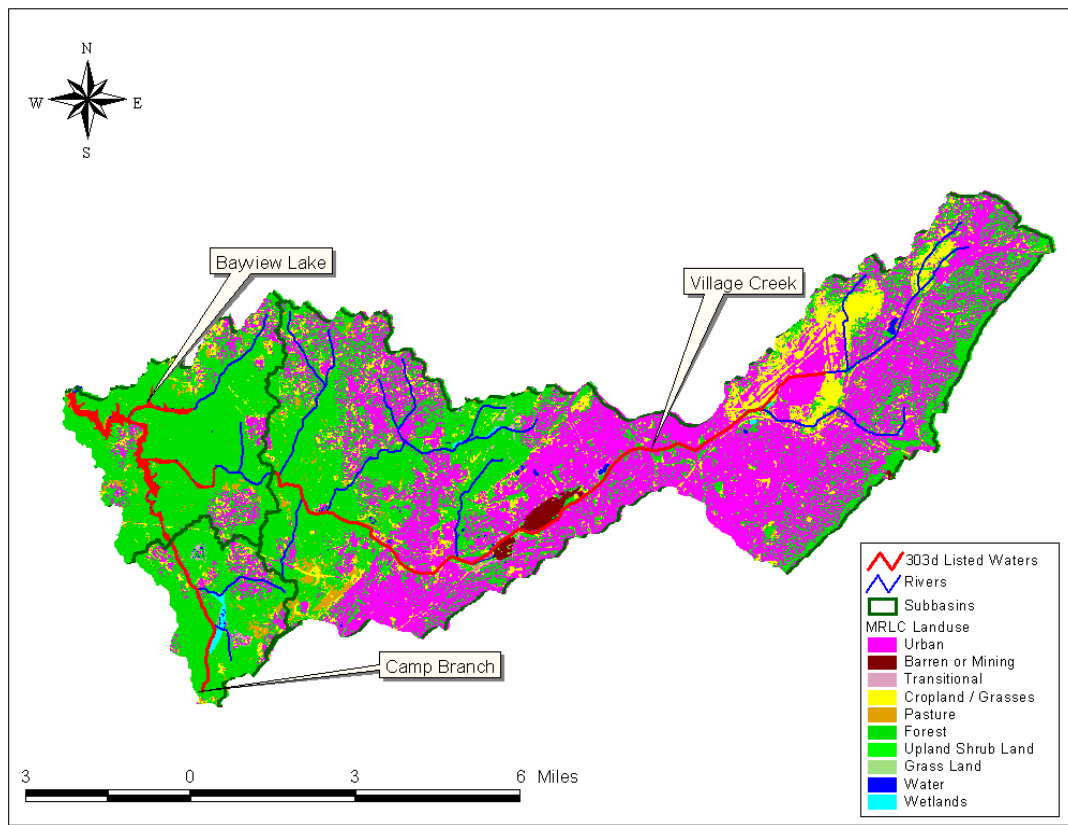 N
W E
S
Bayview Lake
Village Creek
Camp Branch
303d Listed Waters
Rivers
Subbasins
MRLC Landuse
Urban
Barren or Mining
Transitional
Cropland / Grasses
Pasture
Forest
Upland Shrub Land
Grass Land
Water
Wetlands
3 0 3 6 Miles